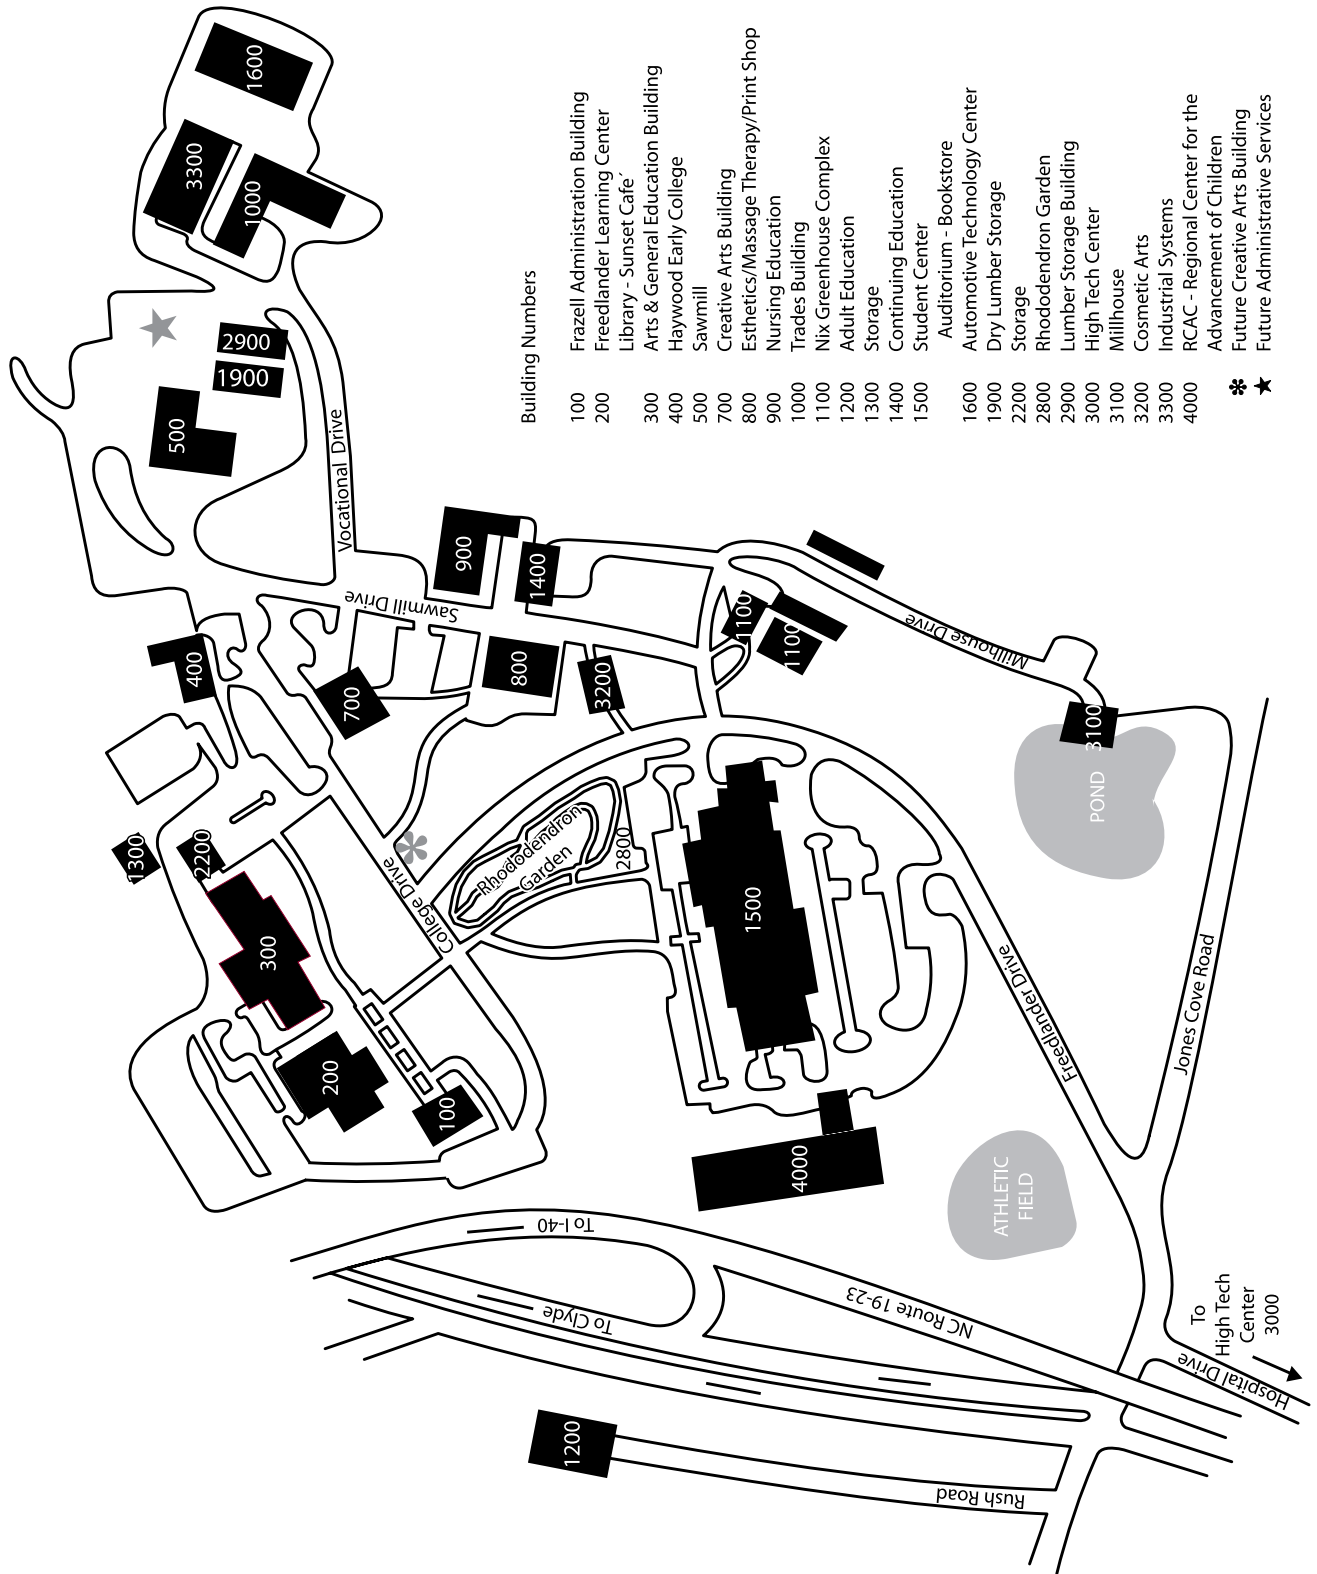 Building Numbers
100 Frazell Administration Building
200 Freedlander Learning Center
Library - Sunset Cafe´
300 Arts & General Education Building
400 Haywood Early College
500 Sawmill
700 Creative Arts Building
800 Esthetics/Massage Therapy/Print Shop
900 Nursing Education
1000 Trades Building
1100 Nix Greenhouse Complex
1200 Adult Education
1300 Storage
1400 Continuing Education
1500 Student Center
Auditorium - Bookstore
1600 Automotive Technology Center
1900 Dry Lumber Storage
2200 Storage
2800 Rhododendron Garden
2900 Lumber Storage Building
3000 High Tech Center
3100 Millhouse
3200 Cosmetic Arts
3300 Industrial Systems
4000 RCAC - Regional Center for the
Advancement of Children
✻ Future Creative Arts Building
★ Future Administrative Services
1600
3300
1000
2900
1900
500
Vocational Drive
900
1400
Sawmill Drive
400
700
800
3200
1100
1100
Millhouse Drive
3100
POND
1300
2200
300
College Drive
Rhododendron
Garden
2800
1500
200
100
Freedlander Drive
Jones Cove Road
4000
ATHLETIC
FIELD
To I-40
To Clyde
NC Route 19-23
To
High Tech
Center
3000
Hospital Drive
1200
Rush Road